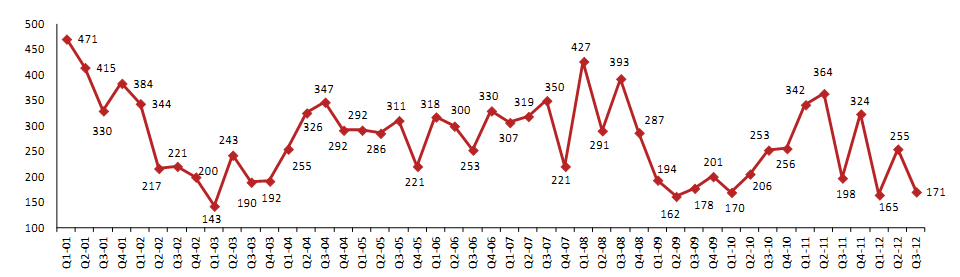 500
450
400
350
300
250
200
150
100
471
415
330
384
344
217
221
200
143
243
190
192
255
326
347
292
292
286
311
221
318
300
253
330
307
319
350
221
427
291
393
287
194
162
178
201
170
206
253
256
342
364
198
324
165
255
171
Q1-01
Q2-01
Q3-01
Q4-01
Q1-02
Q2-02
Q3-02
Q4-02
Q1-03
Q2-03
Q3-03
Q4-03
Q1-04
Q2-04
Q3-04
Q4-04
Q1-05
Q2-05
Q3-05
Q4-05
Q1-06
Q2-06
Q3-06
Q4-06
Q1-07
Q2-07
Q3-07
Q4-07
Q1-08
Q2-08
Q3-08
Q4-08
Q1-09
Q2-09
Q3-09
Q4-09
Q1-10
Q2-10
Q3-10
Q4-10
Q1-11
Q2-11
Q3-11
Q4-11
Q1-12
Q2-12
Q3-12